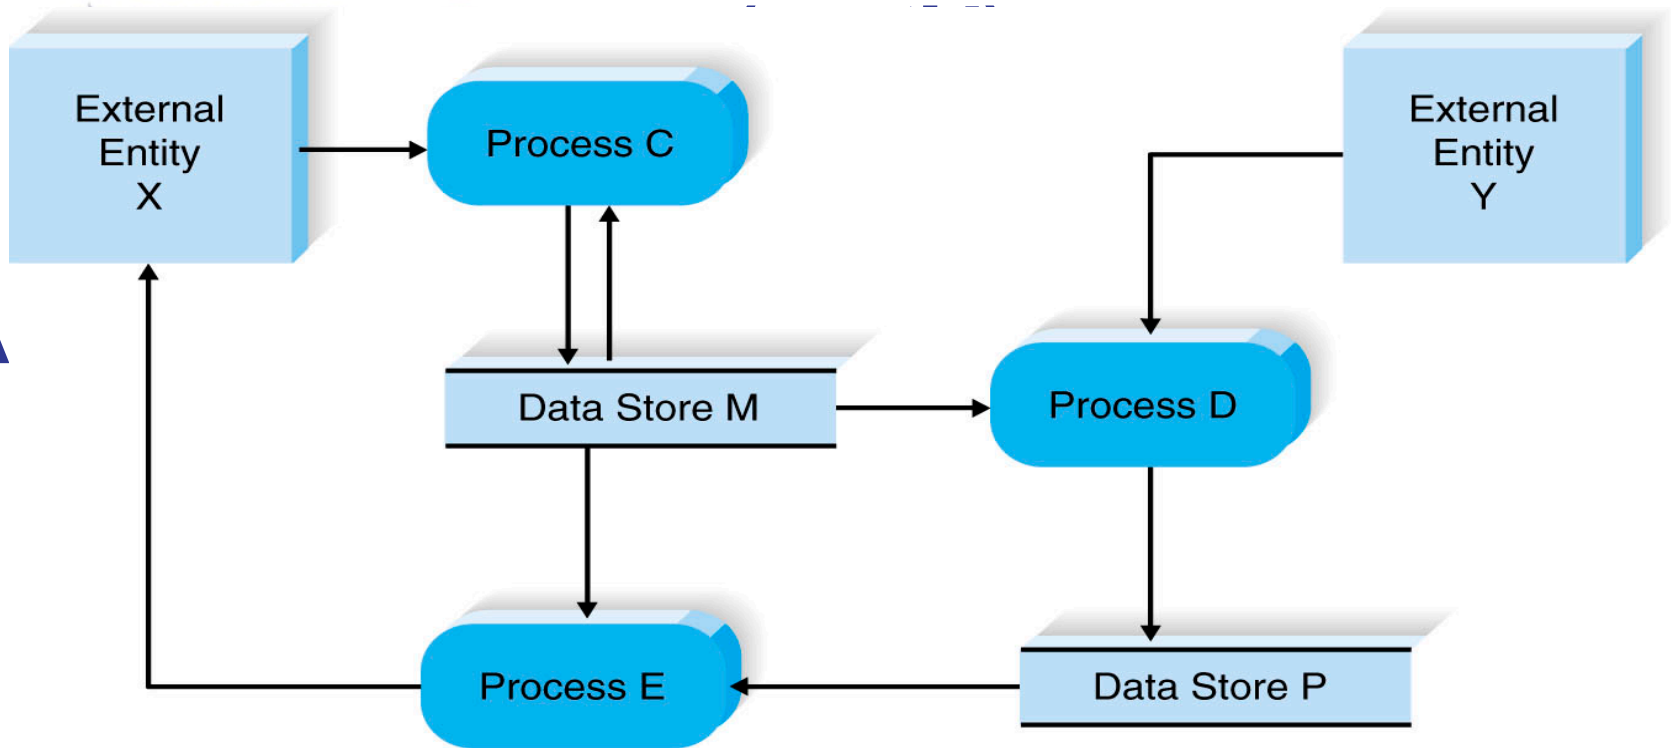 External
Entity
X
Process C
External
Entity
Y
Data Store M
Process D
Process E
Data Store P